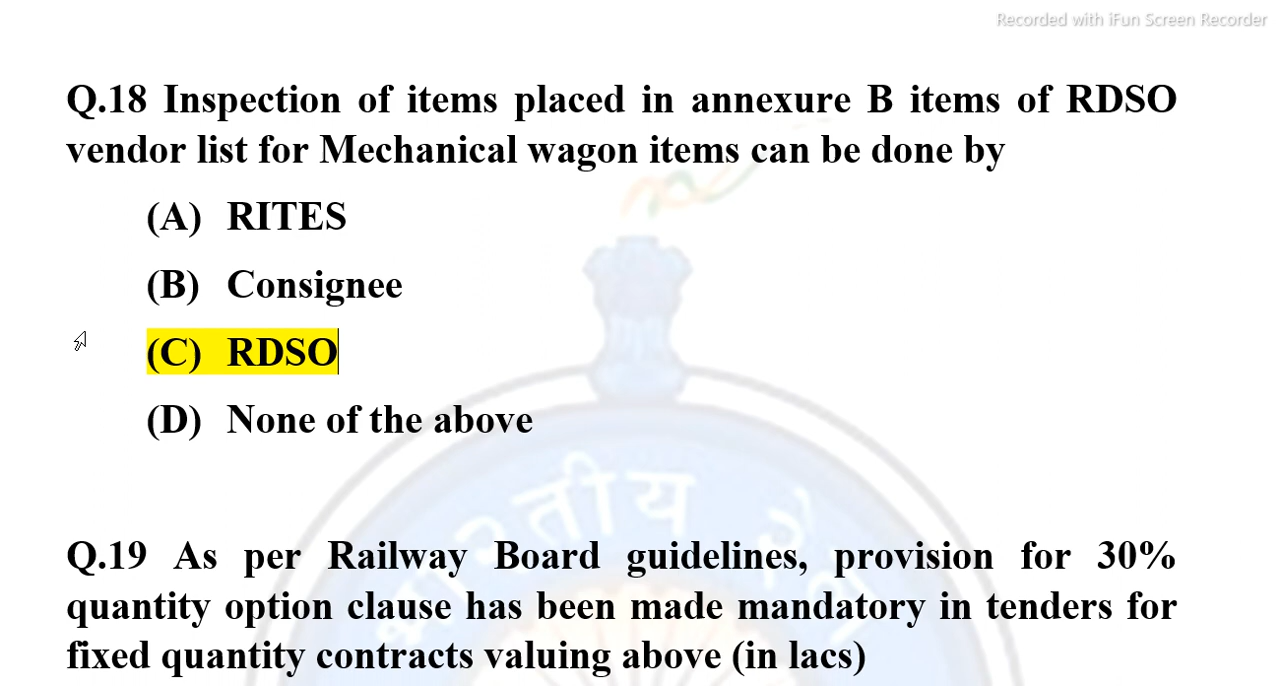 Recorded with iFun Screen Recorder
Q.18 Inspection of items placed in annexure B items of RDSO
vendor list for Mechanical wagon items can be done by
(A) RITES
(B) Consignee
(C) RDSO
(D) None of the above
भारतीय रेल
Q.19 As per Railway Board guidelines, provision for 30%
quantity option clause has been made mandatory in tenders for
fixed quantity contracts valuing above (in lacs)